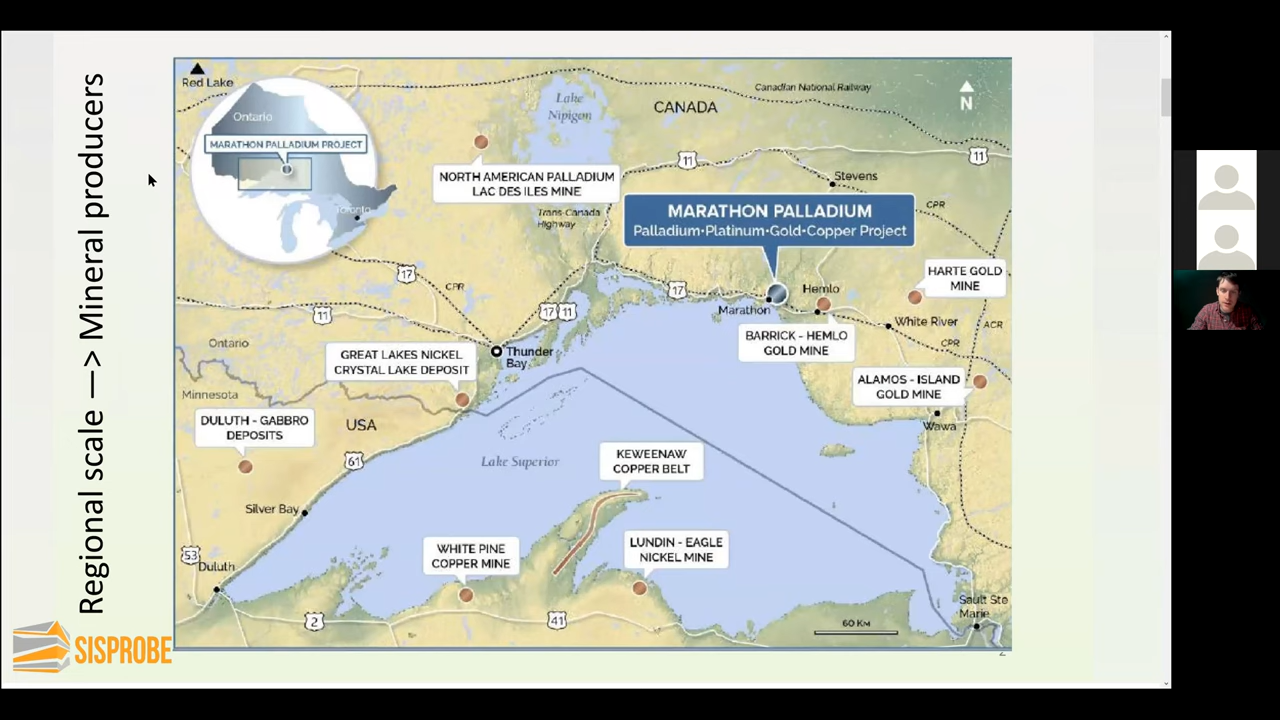 Regional scale —> Mineral producers
Red Lake
Ontario
MARATHON PALLADIUM PROJECT
Toronto
Lake
Nipigon
CANADA
Canadian National Railway
N
NORTH AMERICAN PALLADIUM
LAC DES ILES MINE
11
11
Stevens
CPR
Trans-Canada
Highway
MARATHON PALLADIUM
Palladium•Platinum•Gold•Copper Project
17
CPR
17
Marathon
Hemlo
HARTE GOLD
MINE
11
17 11
White River
ACR
CPR
BARRICK - HEMLO
GOLD MINE
Ontario
Minnesota
GREAT LAKES NICKEL
CRYSTAL LAKE DEPOSIT
Thunder
Bay
ALAMOS - ISLAND
GOLD MINE
Wawa
DULUTH - GABBRO
DEPOSITS
USA
61
Lake Superior
KEWEENAW
COPPER BELT
Silver Bay
WHITE PINE
COPPER MINE
LUNDIN - EAGLE
NICKEL MINE
53
Duluth
2
41
60 KM
Sault Ste
Marie
SISPROBE
2